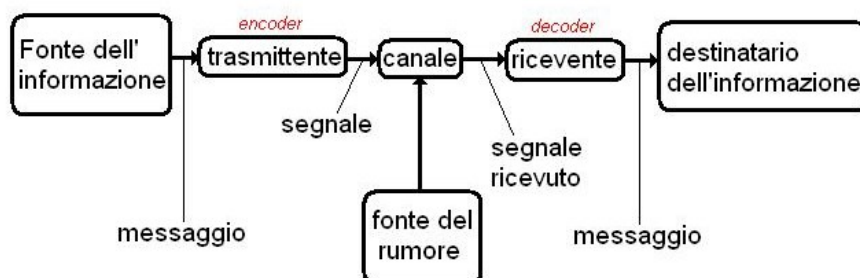 encoder
decoder
Fonte dell'
informazione
trasmittente
canale
ricevente
destinatario
dell'informazione
segnale
segnale
ricevuto
messaggio
fonte del
rumore
messaggio